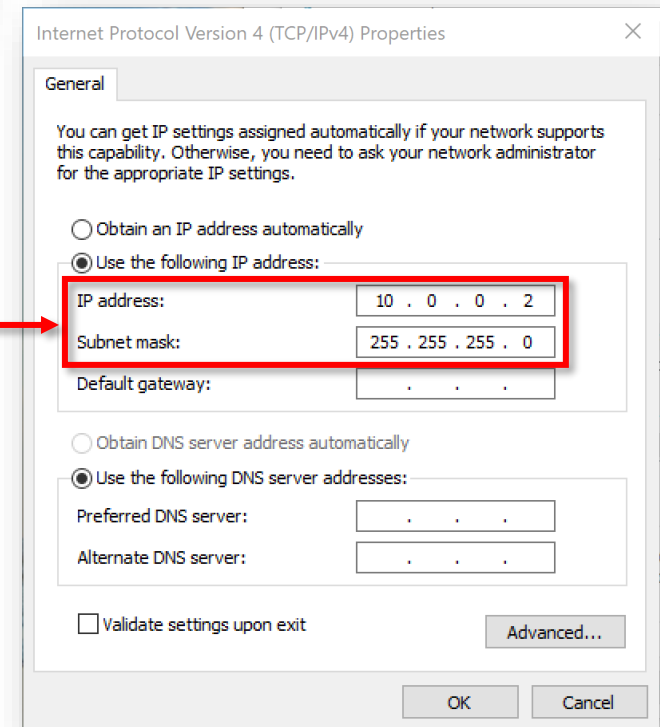 Internet Protocol Version 4 (TCP/IPv4) Properties
General
You can get IP settings assigned automatically if your network supports
this capability. Otherwise, you need to ask your network administrator
for the appropriate IP settings.
Obtain an IP address automatically
Use the following IP address:
IP address: 10 . 0 . 0 . 2
Subnet mask: 255 . 255 . 255 . 0
Default gateway: . . .
Obtain DNS server address automatically
Use the following DNS server addresses:
Preferred DNS server: . . .
Alternate DNS server: . . .
Validate settings upon exit
Advanced...
OK Cancel